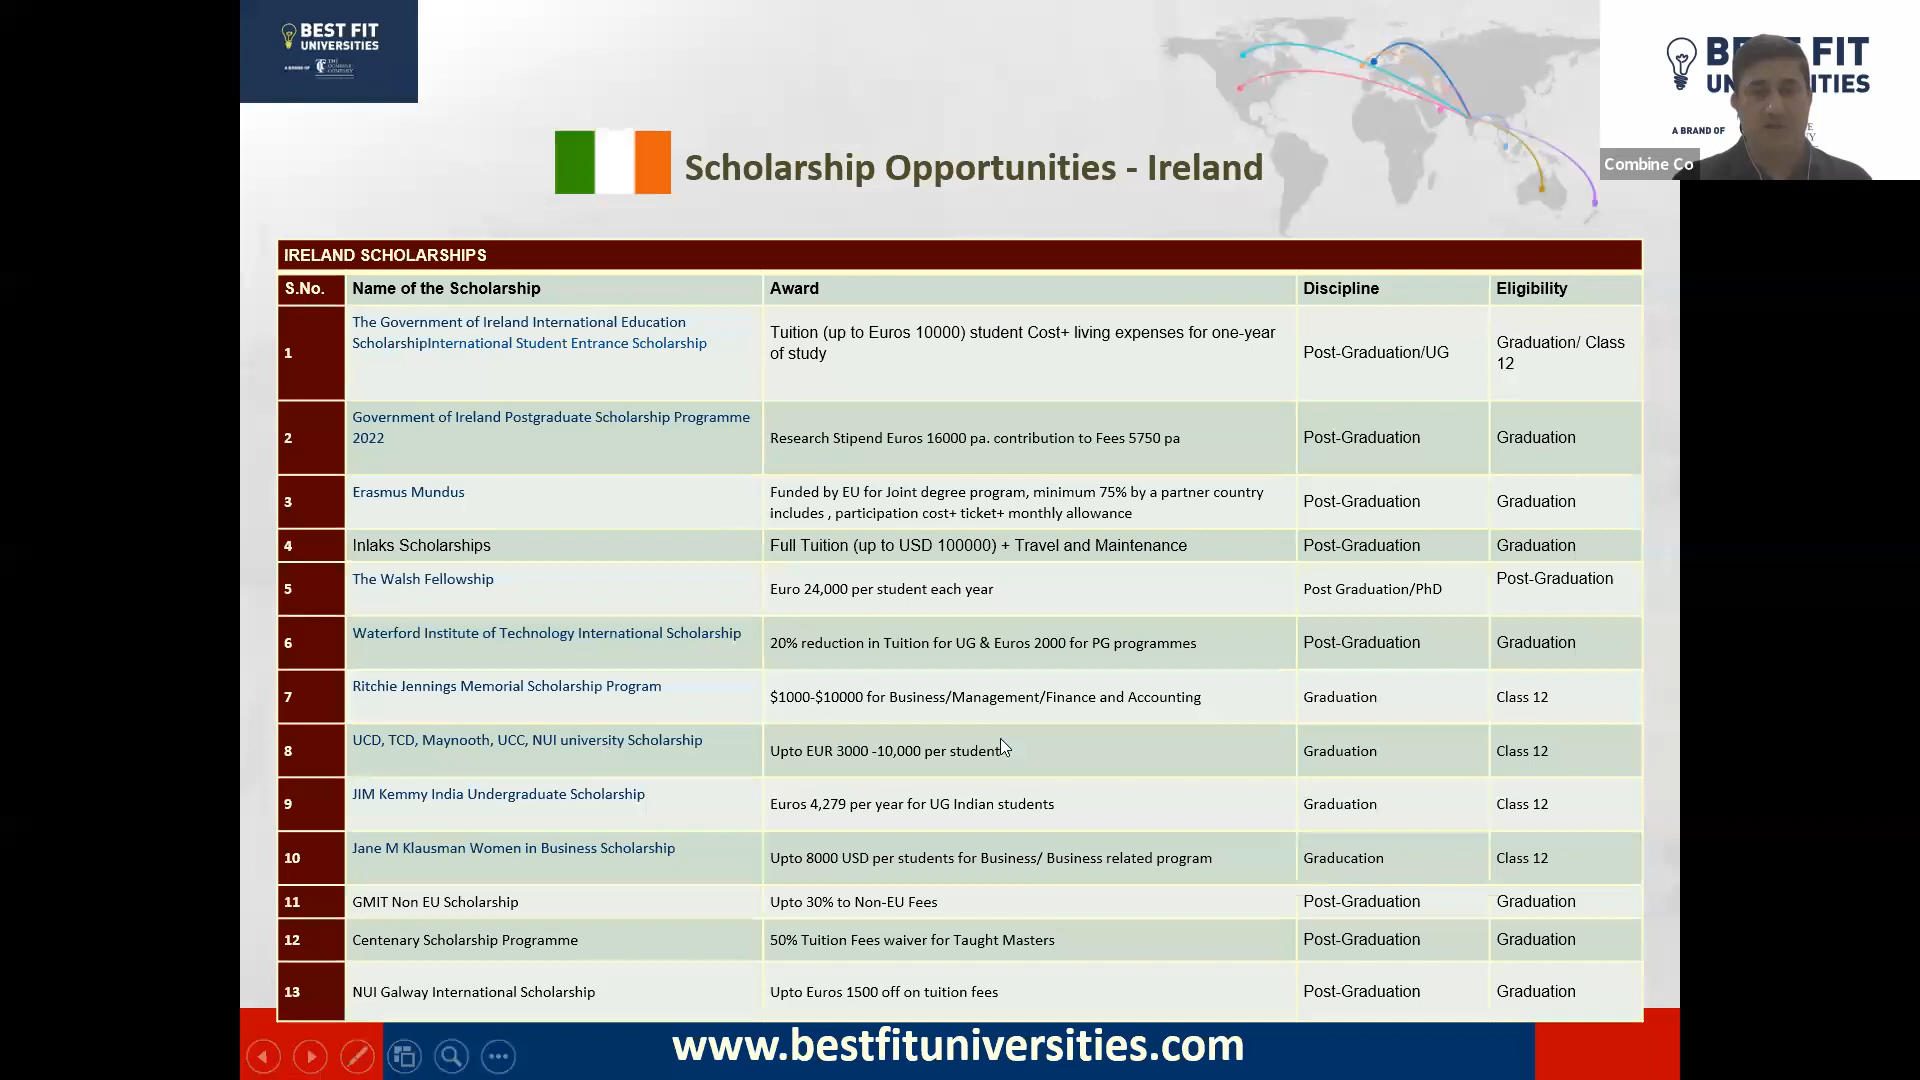 BEST FIT
UNIVERSITIES
A BRAND OF THE COMBINE COMPANY
Scholarship Opportunities - Ireland
IRELAND SCHOLARSHIPS
S.No. Name of the Scholarship Award Discipline Eligibility
1 The Government of Ireland International Education
ScholarshipInternational Student Entrance Scholarship
Tuition (up to Euros 10000) student Cost+ living expenses for one-year
of study
Post-Graduation/UG
Graduation/ Class
12
2 Government of Ireland Postgraduate Scholarship Programme
2022
Research Stipend Euros 16000 pa. contribution to Fees 5750 pa
Post-Graduation
Graduation
3 Erasmus Mundus
Funded by EU for Joint degree program, minimum 75% by a partner country
includes , participation cost+ ticket+ monthly allowance
Post-Graduation
Graduation
4 Inlaks Scholarships Full Tuition (up to USD 100000) + Travel and Maintenance Post-Graduation Graduation
5 The Walsh Fellowship Euro 24,000 per student each year Post Graduation/PhD Post-Graduation
6 Waterford Institute of Technology International Scholarship 20% reduction in Tuition for UG & Euros 2000 for PG programmes Post-Graduation Graduation
7 Ritchie Jennings Memorial Scholarship Program $1000-$10000 for Business/Management/Finance and Accounting Graduation Class 12
8 UCD, TCD, Maynooth, UCC, NUI university Scholarship Upto EUR 3000 -10,000 per student Graduation Class 12
9 JIM Kemmy India Undergraduate Scholarship Euros 4,279 per year for UG Indian students Graduation Class 12
10 Jane M Klausman Women in Business Scholarship Upto 8000 USD per students for Business/ Business related program Graducation Class 12
11 GMIT Non EU Scholarship Upto 30% to Non-EU Fees Post-Graduation Graduation
12 Centenary Scholarship Programme 50% Tuition Fees waiver for Taught Masters Post-Graduation Graduation
13 NUI Galway International Scholarship Upto Euros 1500 off on tuition fees Post-Graduation Graduation
www.bestfituniversities.com
FIT
A BRAND OF
Combine Co